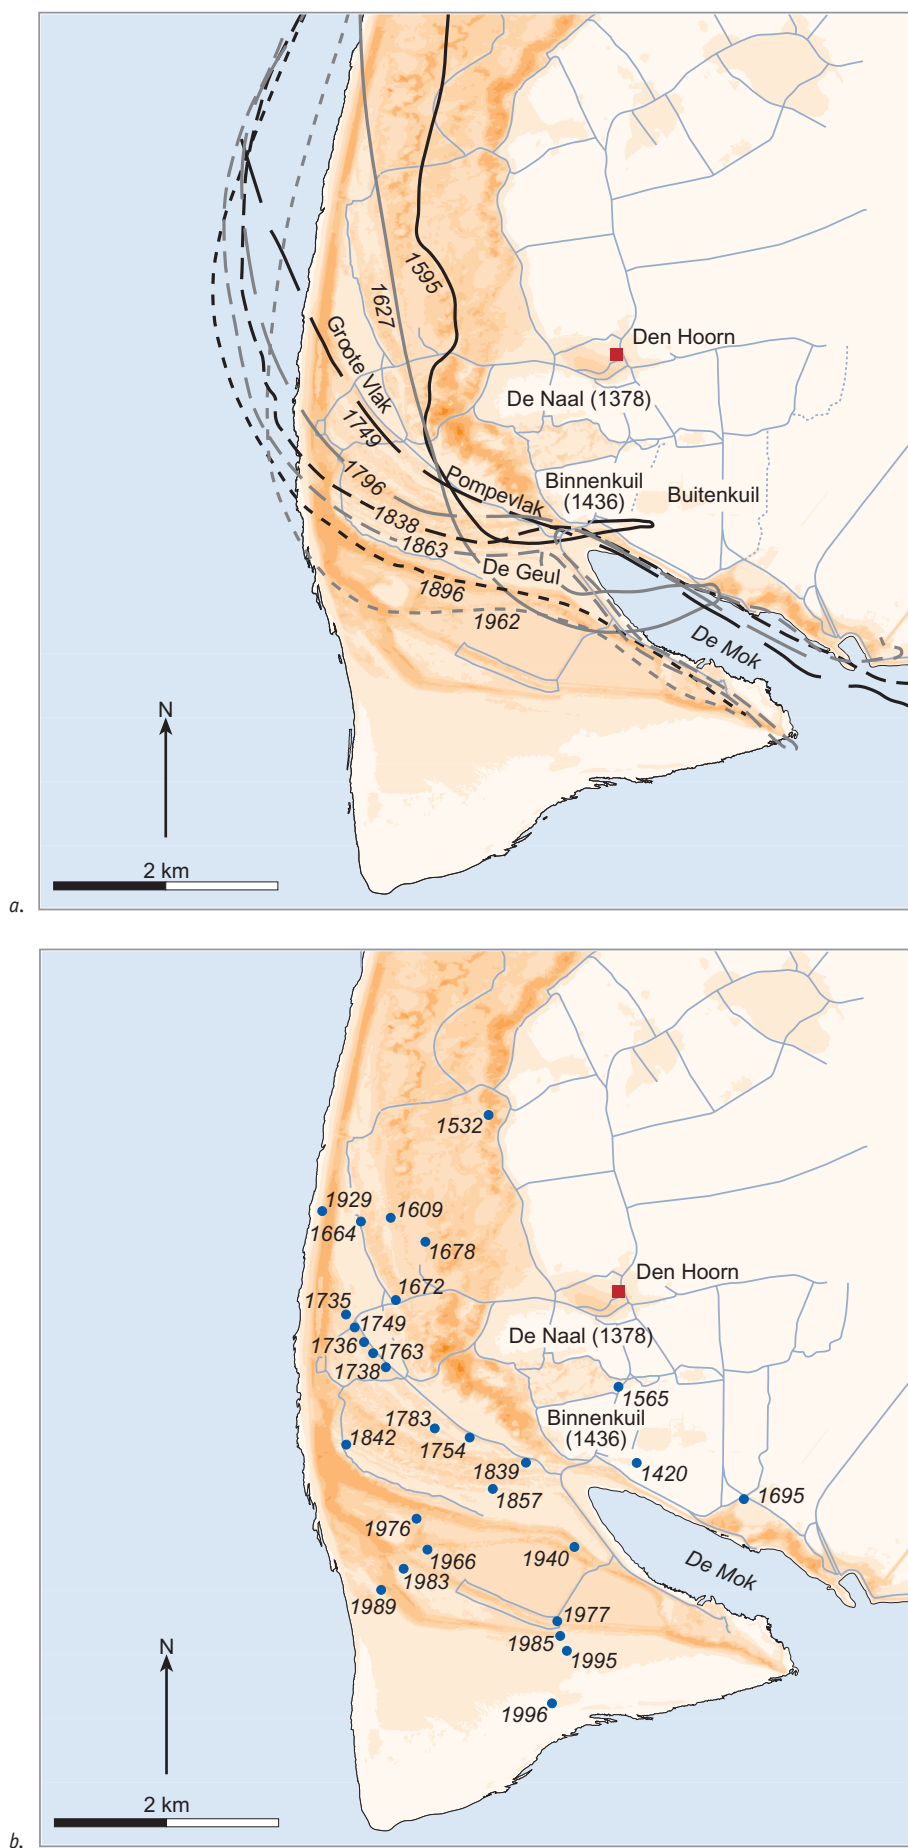 1595
1627
Groote Vlak
Den Hoorn
De Naal (1378)
1749
1796
Pompevlak
Binnenkuil
(1436)
Buitenkuil
1838
1863
De Geul
1896
1962
De Mok
N
2 km
a.
1532
1929
1609
1664
1678
1672
Den Hoorn
1735
1749
De Naal (1378)
1736
1763
1738
1565
1783
Binnenkuil
(1436)
1842
1754
1839
1420
1857
1695
1976
1966
1940
De Mok
1983
1989
1977
1985
1995
N
1996
2 km
b.